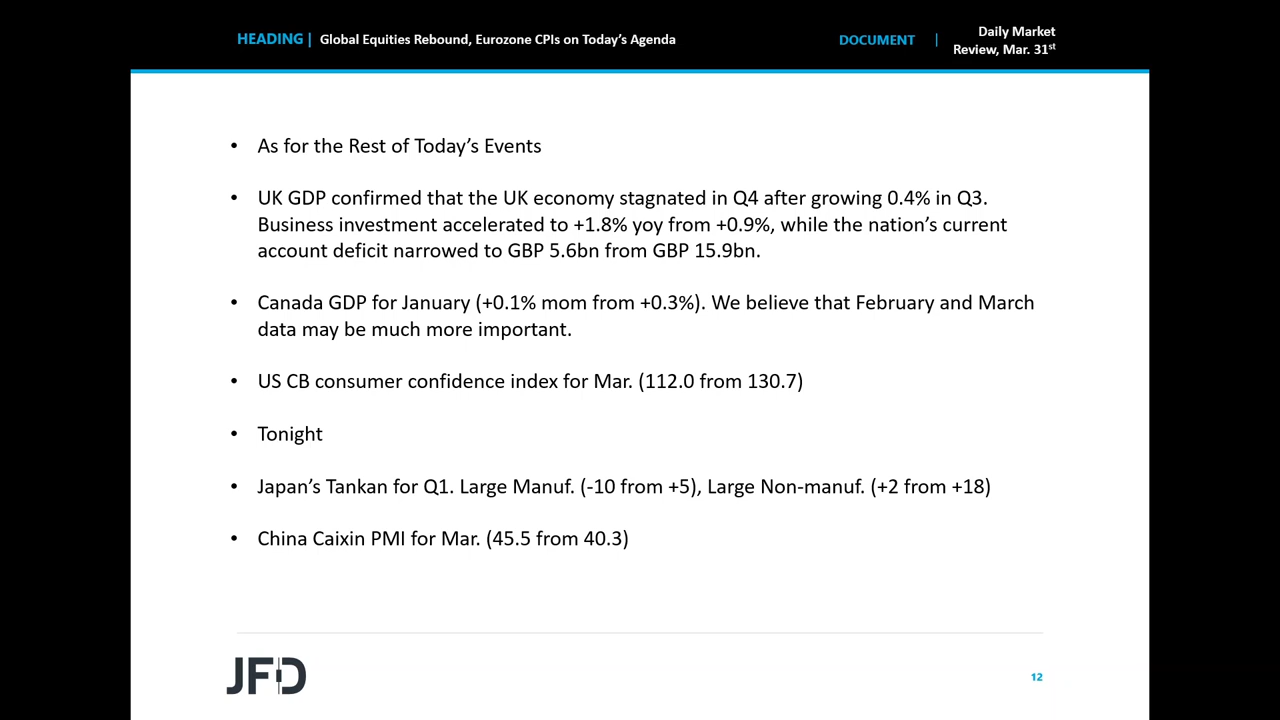 HEADING | Global Equities Rebound, Eurozone CPIs on Today's Agenda
DOCUMENT | Daily Market
Review, Mar. 31st
• As for the Rest of Today's Events
• UK GDP confirmed that the UK economy stagnated in Q4 after growing 0.4% in Q3.
Business investment accelerated to +1.8% yoy from +0.9%, while the nation's current
account deficit narrowed to GBP 5.6bn from GBP 15.9bn.
• Canada GDP for January (+0.1% mom from +0.3%). We believe that February and March
data may be much more important.
• US CB consumer confidence index for Mar. (112.0 from 130.7)
• Tonight
• Japan's Tankan for Q1. Large Manuf. (-10 from +5), Large Non-manuf. (+2 from +18)
• China Caixin PMI for Mar. (45.5 from 40.3)
JFD
12